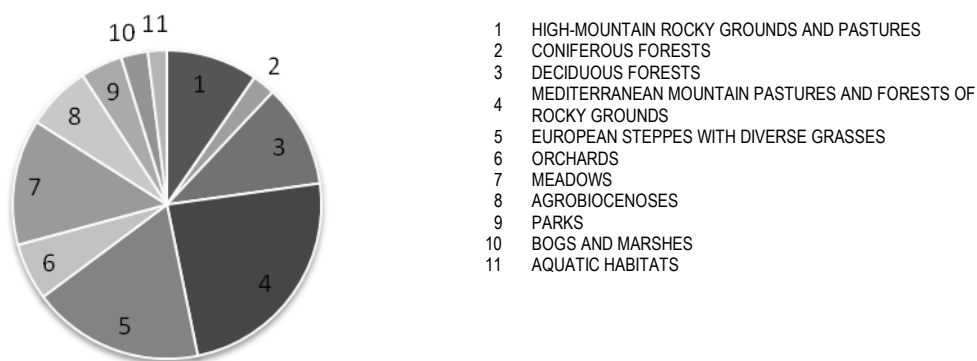 10 11
2
1
9
8
3
7
6
4
5
1 HIGH-MOUNTAIN ROCKY GROUNDS AND PASTURES
2 CONIFEROUS FORESTS
3 DECIDUOUS FORESTS
4 MEDITERRANEAN MOUNTAIN PASTURES AND FORESTS OF
ROCKY GROUNDS
5 EUROPEAN STEPPES WITH DIVERSE GRASSES
6 ORCHARDS
7 MEADOWS
8 AGROBIOCENOSES
9 PARKS
10 BOGS AND MARSHES
11 AQUATIC HABITATS